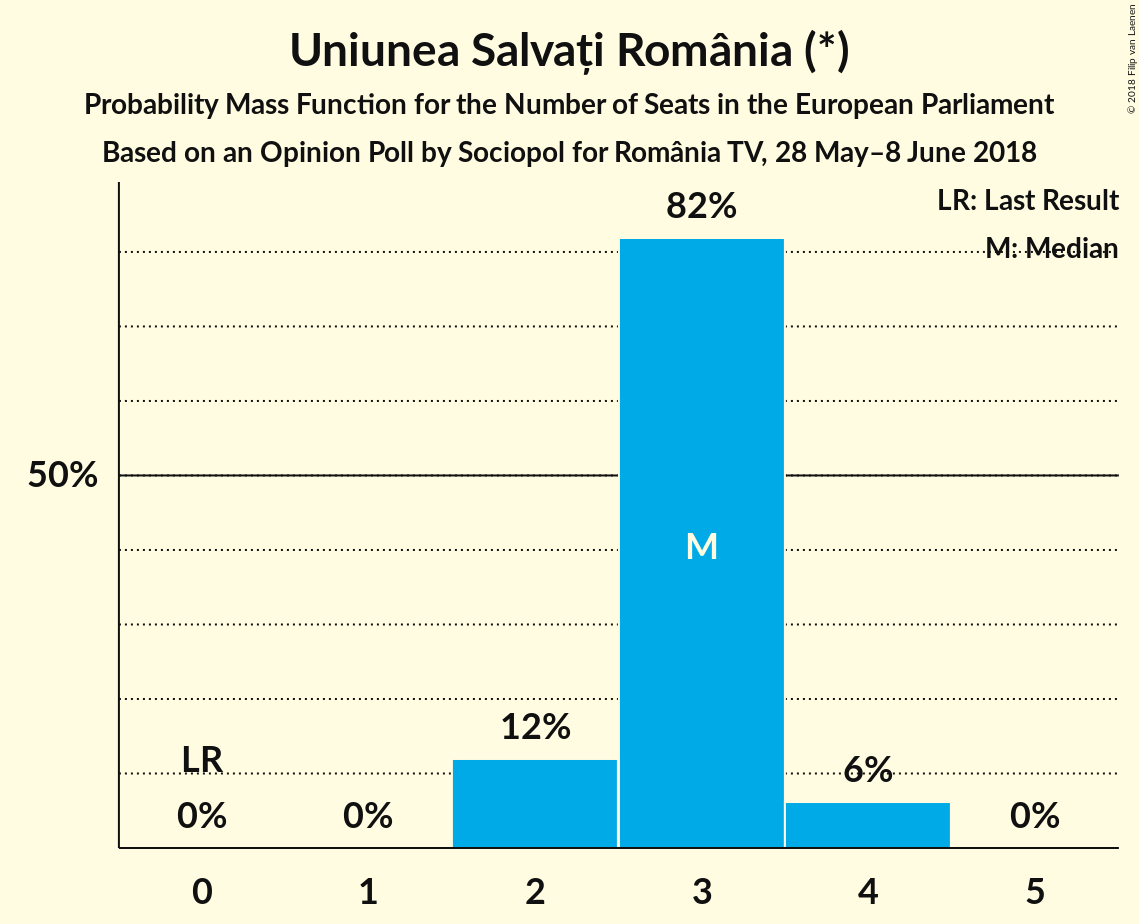 Uniunea Salvați România (*)
Probability Mass Function for the Number of Seats in the European Parliament
Based on an Opinion Poll by Sociopol for România TV, 28 May–8 June 2018
© 2018 Filip van Laenen
LR: Last Result
M: Median
82%
50%
M
12%
LR
6%
0%
0%
0%
0 1 2 3 4 5